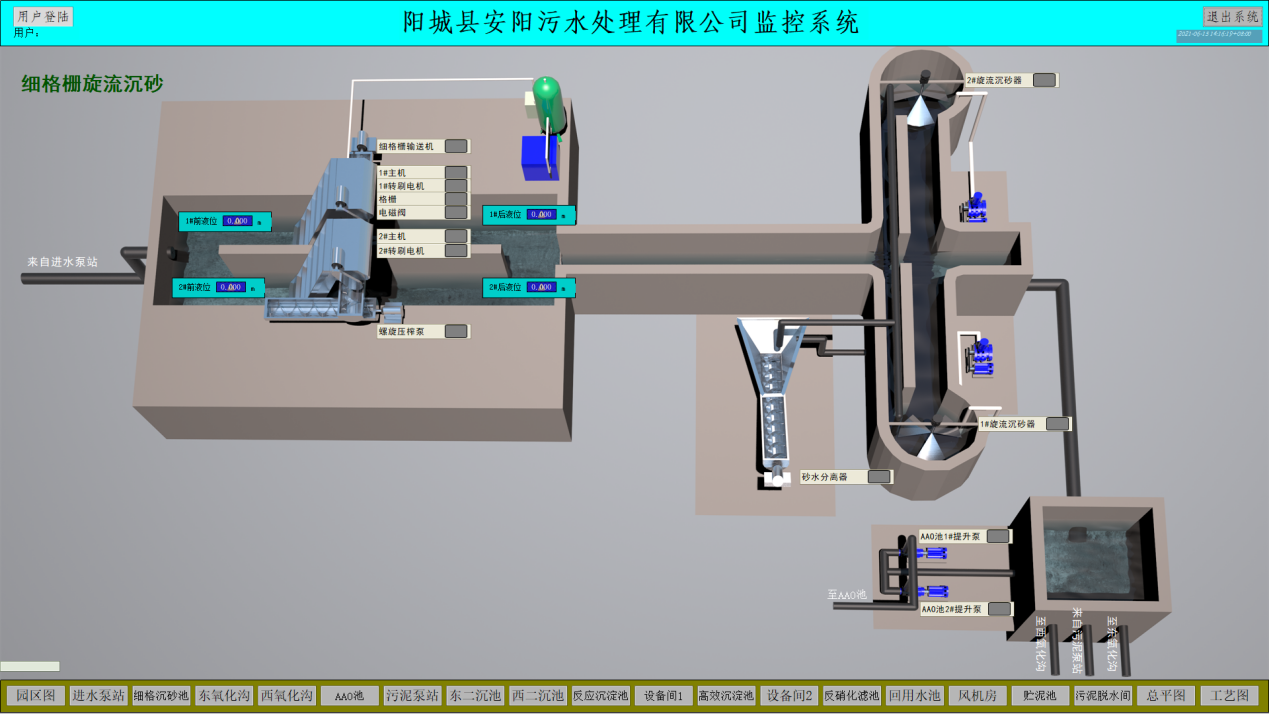 用户登陆
阳城县安阳污水处理有限公司监控系统
退出系统
用户:
细格栅旋流沉砂
2#旋流沉砂器
细格栅输送机
1#主机
1#转刷电机
格栅
电磁阀
1#前液位 0.000 m
1#后液位 0.000 m
2#主机
2#转刷电机
来自进水泵站
2#前液位 0.000 m
2#后液位 0.000 m
螺旋压榨泵
1#旋流沉砂器
砂水分离器
AAO池1#提升泵
至AAO池
AAO池2#提升泵
至西氧化沟
来自污泥泵站
至东氧化沟
园区图 进水泵站 细格沉砂池 东氧化沟 西氧化沟 AAO池 污泥泵站 东二沉池 西二沉池 反应沉淀池 设备间1 高效沉淀池 设备间2 反硝化滤池 回用水池 风机房 贮泥池 污泥脱水间 总平图 工艺图